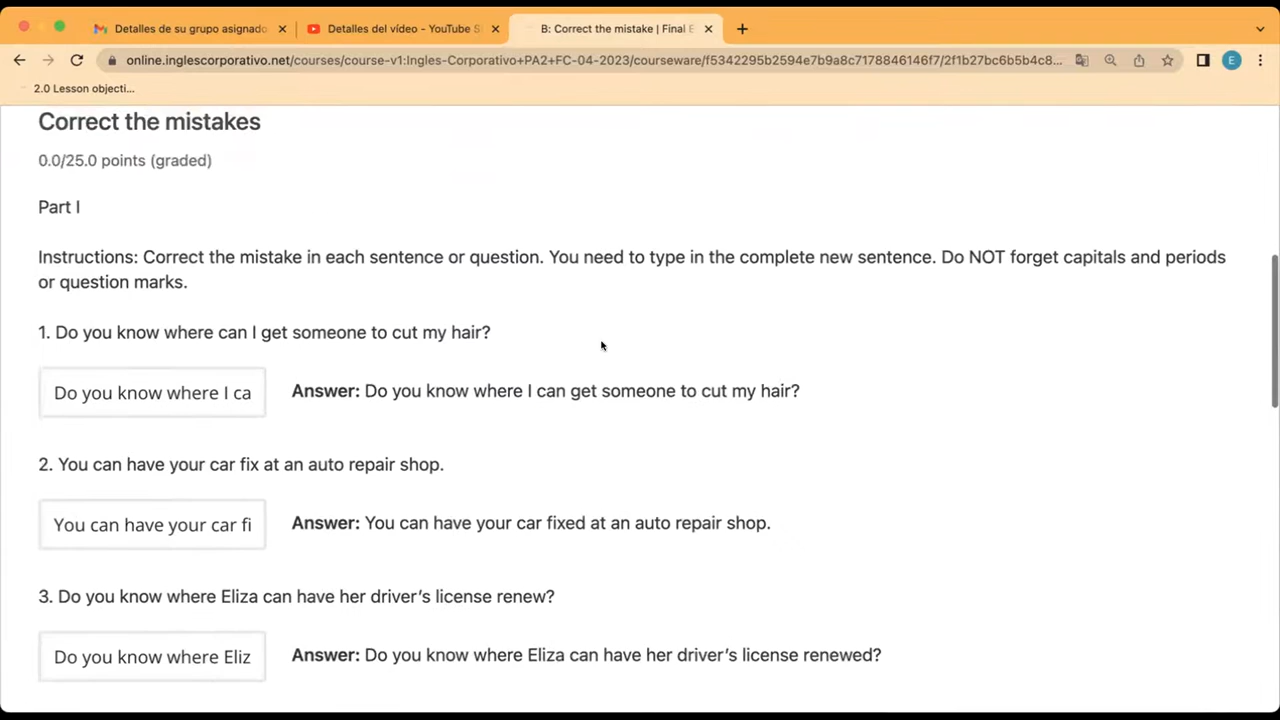 Detalles de su grupo asignado
Detalles del vídeo - YouTube S
B: Correct the mistake | Final E
online.inglescorporativo.net/courses/course-v1:Ingles-Corporativo+PA2+FC-04-2023/courseware/f5342295b2594e7b9a8c7178846146f7/2f1b27bc6b5b4c8...
E
2.0 Lesson objecti...
Correct the mistakes
0.0/25.0 points (graded)
Part I
Instructions: Correct the mistake in each sentence or question. You need to type in the complete new sentence. Do NOT forget capitals and periods
or question marks.
1. Do you know where can I get someone to cut my hair?
Do you know where I ca
Answer: Do you know where I can get someone to cut my hair?
2. You can have your car fix at an auto repair shop.
You can have your car fi
Answer: You can have your car fixed at an auto repair shop.
3. Do you know where Eliza can have her driver’s license renew?
Do you know where Eliz
Answer: Do you know where Eliza can have her driver’s license renewed?